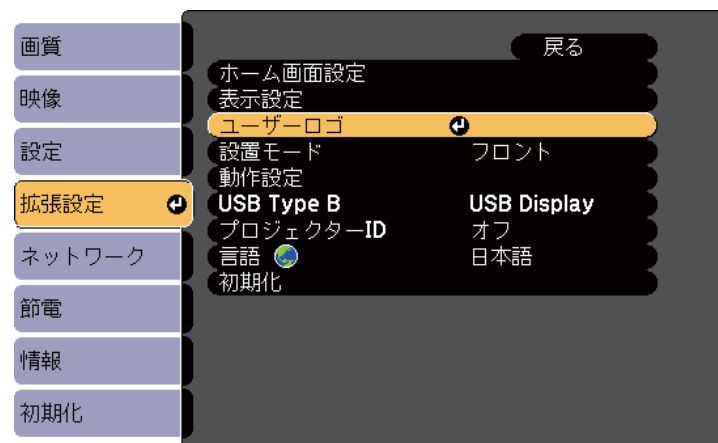 画質
映像
設定
拡張設定
ネットワーク
節電
情報
初期化
戻る
ホーム画面設定
表示設定
ユーザーロゴ
設置モード フロント
動作設定
USB Type B USB Display
プロジェクターID オフ
言語 日本語
初期化